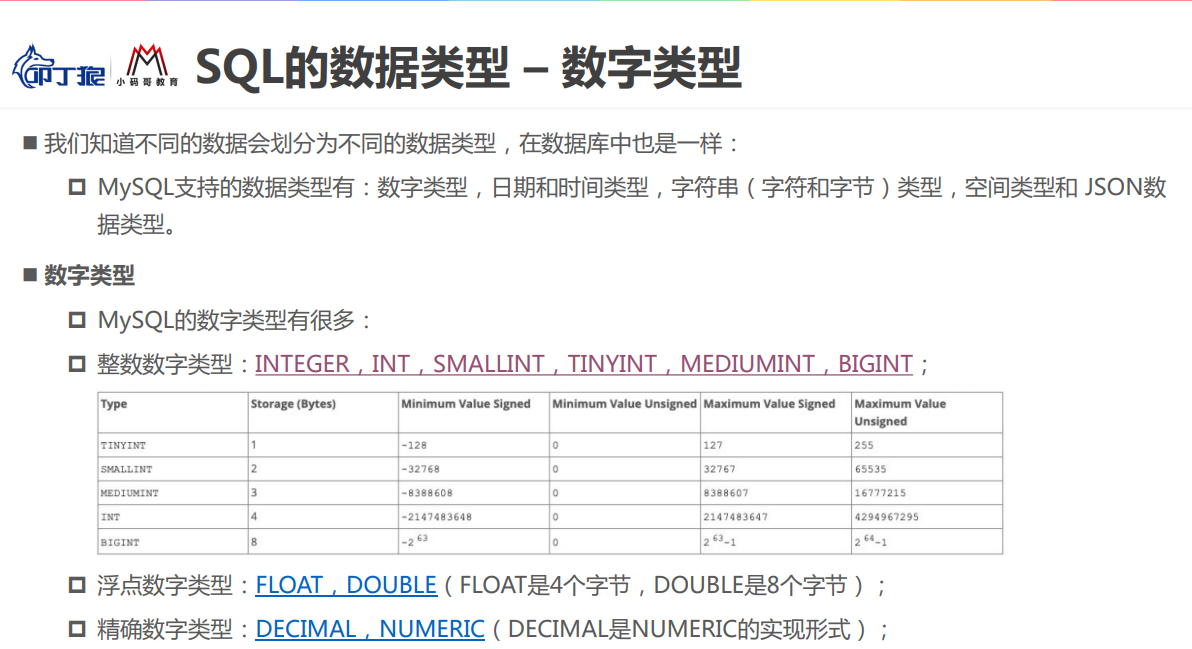 叩丁狼 小码哥教育 SQL的数据类型 – 数字类型
我们知道不同的数据会划分为不同的数据类型，在数据库中也是一样：
MySQL支持的数据类型有：数字类型，日期和时间类型，字符串（字符和字节）类型，空间类型和 JSON数
据类型。
数字类型
MySQL的数字类型有很多：
整数数字类型：INTEGER，INT，SMALLINT，TINYINT，MEDIUMINT，BIGINT；
Type Storage (Bytes) Minimum Value Signed Minimum Value Unsigned Maximum Value Signed Maximum Value
Unsigned
TINYINT 1 -128 0 127 255
SMALLINT 2 -32768 0 32767 65535
MEDIUMINT 3 -8388608 0 8388607 16777215
INT 4 -2147483648 0 2147483647 4294967295
BIGINT 8 -2 63 0 2 63-1 2 64-1
浮点数字类型：FLOAT，DOUBLE（FLOAT是4个字节，DOUBLE是8个字节）；
精确数字类型：DECIMAL，NUMERIC（DECIMAL是NUMERIC的实现形式）；